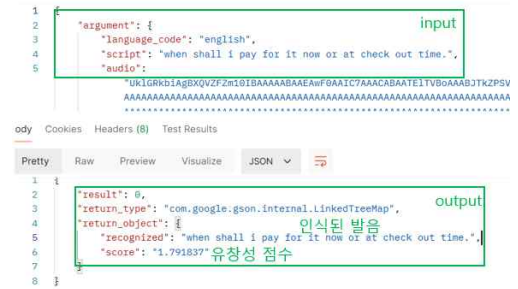 1 {
2 "argument": {
input
3 "language_code": "english",
4 "script": "when shall i pay for it now or at check out time.",
5 "audio":
ody Cookies Headers (8) Test Results
Pretty Raw Preview Visualize JSON
1 {
2 "result": 0,
output
3 "return_type": "com.google.gson.internal.LinkedTreeMap",
4 "return_object": {
인식된 발음
5 "recognized": "when shall i pay for it now or at check out time.",
6 "score": "1.791837" 유창성 점수
7 }
8 }